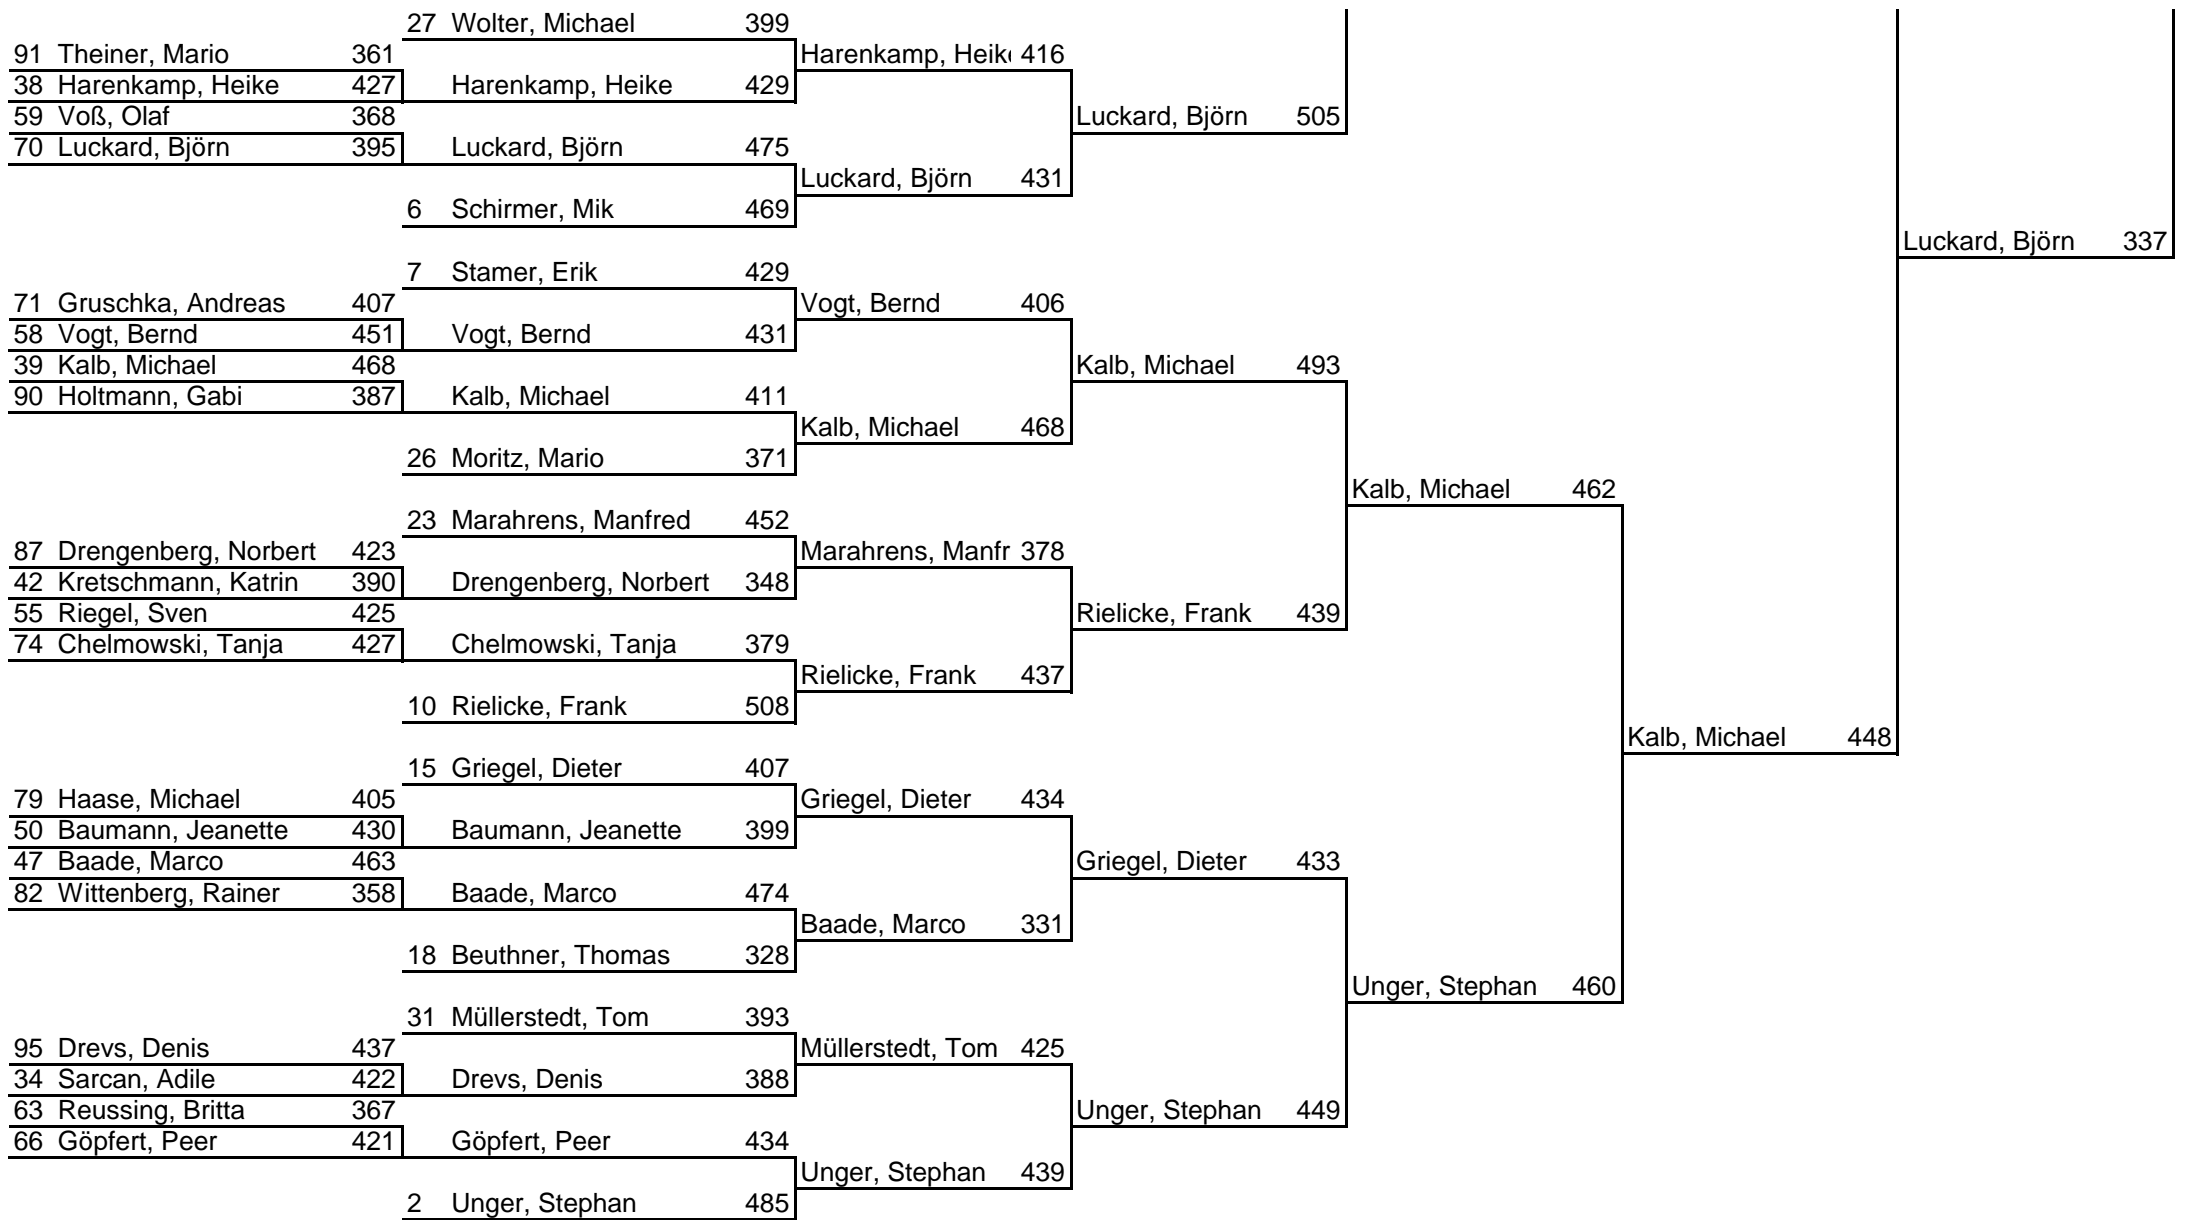 27 Wolter, Michael 399
91 Theiner, Mario 361 Harenkamp, Heik 416
38 Harenkamp, Heike 427 Harenkamp, Heike 429
59 Voß, Olaf 368 Luckard, Björn 505
70 Luckard, Björn 395 Luckard, Björn 475
Luckard, Björn 431
6 Schirmer, Mik 469
Luckard, Björn 337
7 Stamer, Erik 429
71 Gruschka, Andreas 407 Vogt, Bernd 406
58 Vogt, Bernd 451 Vogt, Bernd 431
39 Kalb, Michael 468 Kalb, Michael 493
90 Holtmann, Gabi 387 Kalb, Michael 411
Kalb, Michael 468
26 Moritz, Mario 371
Kalb, Michael 462
23 Marahrens, Manfred 452
87 Drengenberg, Norbert 423 Marahrens, Manfr 378
42 Kretschmann, Katrin 390 Drengenberg, Norbert 348
55 Riegel, Sven 425 Rielicke, Frank 439
74 Chelmowski, Tanja 427 Chelmowski, Tanja 379
Rielicke, Frank 437
10 Rielicke, Frank 508
Kalb, Michael 448
15 Griegel, Dieter 407
79 Haase, Michael 405 Griegel, Dieter 434
50 Baumann, Jeanette 430 Baumann, Jeanette 399
47 Baade, Marco 463 Griegel, Dieter 433
82 Wittenberg, Rainer 358 Baade, Marco 474
Baade, Marco 331
18 Beuthner, Thomas 328
Unger, Stephan 460
31 Müllerstedt, Tom 393
95 Drevs, Denis 437 Müllerstedt, Tom 425
34 Sarcan, Adile 422 Drevs, Denis 388
63 Reussing, Britta 367 Unger, Stephan 449
66 Göpfert, Peer 421 Göpfert, Peer 434
Unger, Stephan 439
2 Unger, Stephan 485